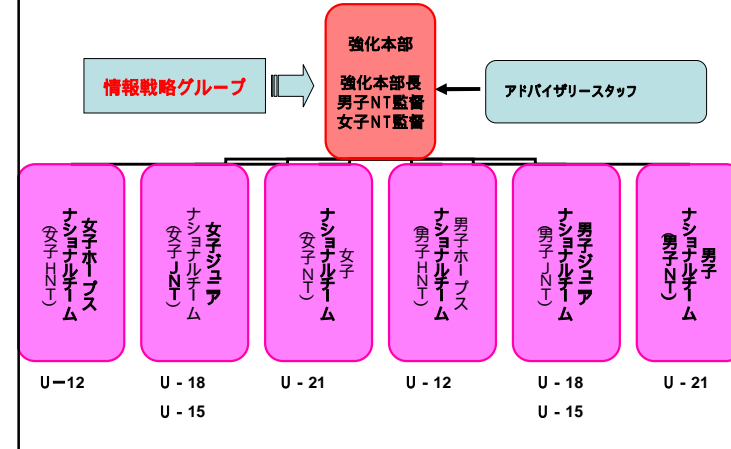 強化本部
強化本部長
男子NT監督
女子NT監督
情報戦略グループ
アドバイザリースタッフ
女子ホープス
ナショナルチーム
（女子HNT）
女子ジュニア
ナショナルチーム
（女子JNT）
女子
ナショナルチーム
（女子NT）
男子ホープス
ナショナルチーム
（男子HNT）
男子ジュニア
ナショナルチーム
（男子JNT）
男子
ナショナルチーム
（男子NT）
Uー12
U - 18
U - 21
U - 12
U - 18
U - 21
U - 15
U - 15